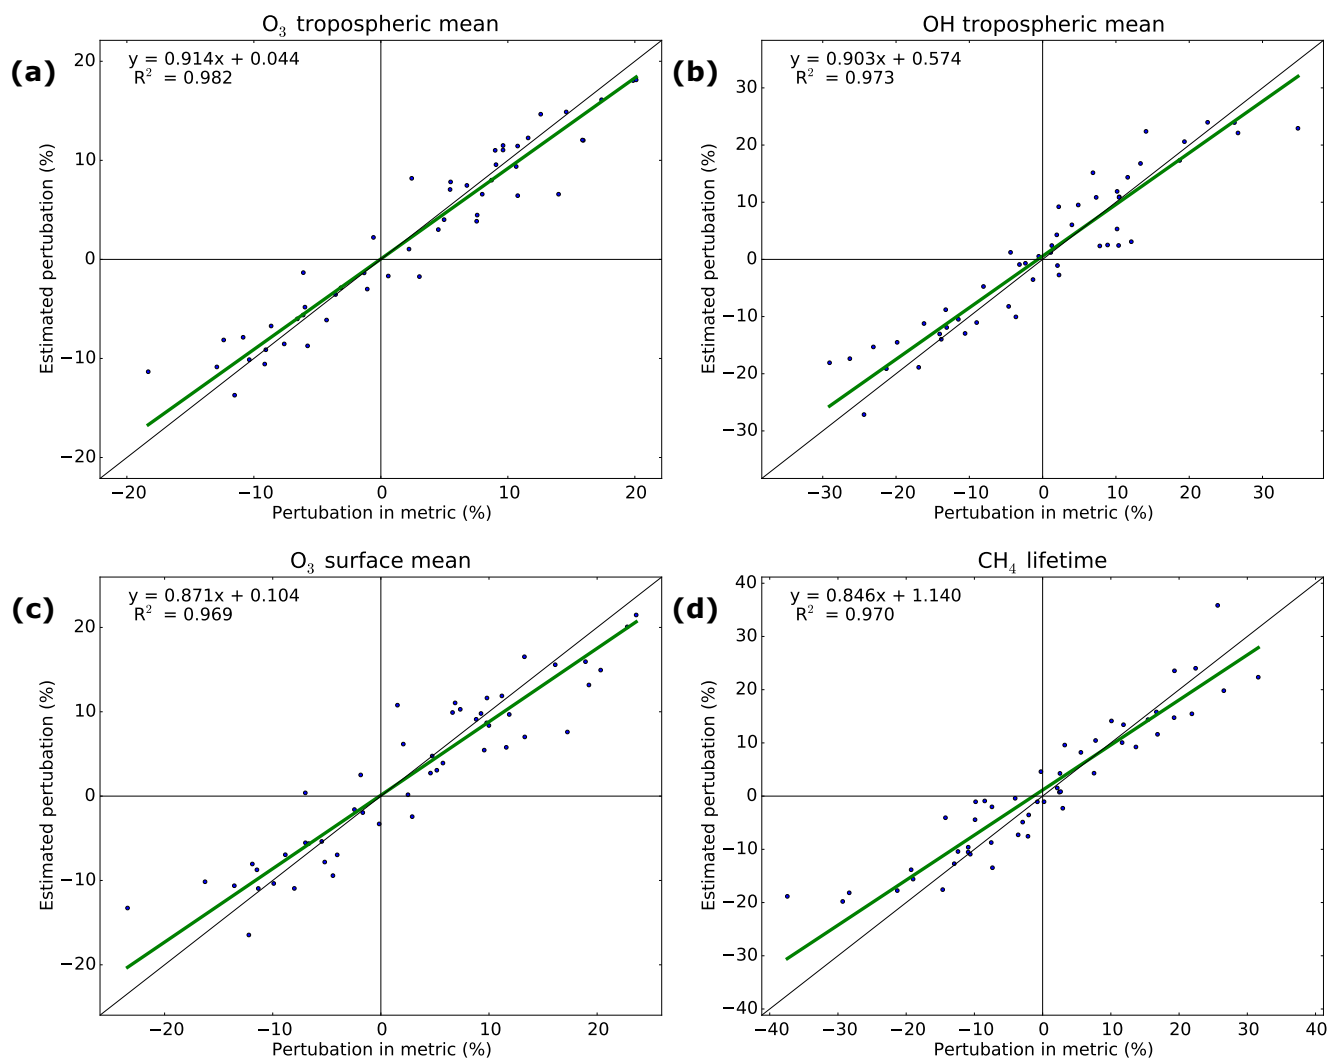 O3 tropospheric mean
(a)
y = 0.914x + 0.044
R2 = 0.982
20
10
0
−10
−20
Estimated pertubation (%)
−20 −10 0 10 20
Pertubation in metric (%)
OH tropospheric mean
(b)
y = 0.903x + 0.574
R2 = 0.973
30
20
10
0
−10
−20
−30
Estimated pertubation (%)
−30 −20 −10 0 10 20 30
Pertubation in metric (%)
O3 surface mean
(c)
y = 0.871x + 0.104
R2 = 0.969
20
10
0
−10
−20
Estimated pertubation (%)
−20 −10 0 10 20
Pertubation in metric (%)
CH4 lifetime
(d)
y = 0.846x + 1.140
R2 = 0.970
40
30
20
10
0
−10
−20
−30
−40
Estimated pertubation (%)
−40 −30 −20 −10 0 10 20 30 40
Pertubation in metric (%)